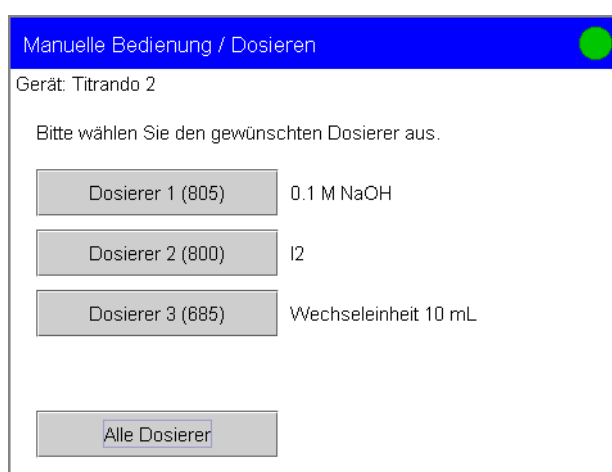 Manuelle Bedienung / Dosieren
Gerät: Titrando 2
Bitte wählen Sie den gewünschten Dosierer aus.
Dosierer 1 (805) 0.1 M NaOH
Dosierer 2 (800) I2
Dosierer 3 (685) Wechseleinheit 10 mL
Alle Dosierer